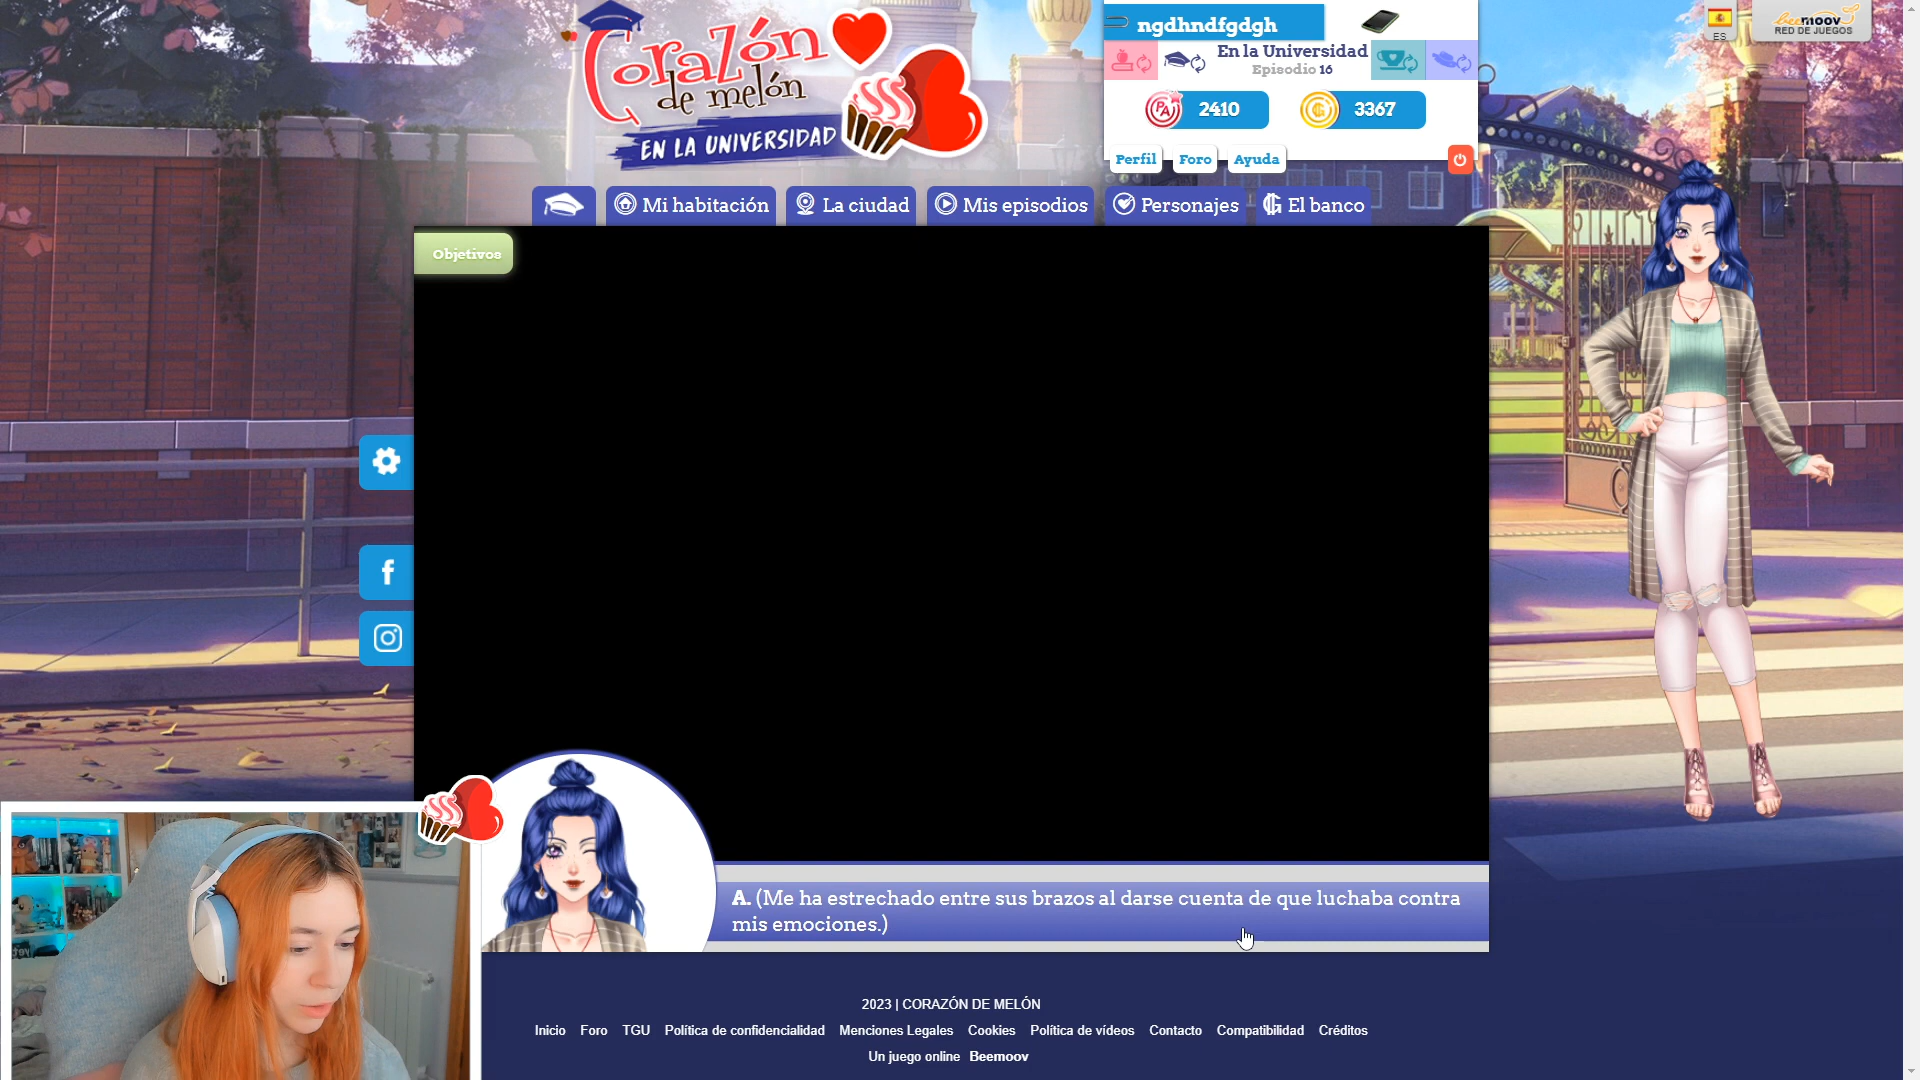 Corazón
de melón
EN LA UNIVERSIDAD
ngdhndfgdgh
En la Universidad
Episodio 16
PA
2410
3367
Perfil
Foro
Ayuda
ES
beemoov
RED DE JUEGOS
Mi habitación
La ciudad
Mis episodios
Personajes
El banco
Objetivos
A. (Me ha estrechado entre sus brazos al darse cuenta de que luchaba contra
mis emociones.)
2023 | CORAZÓN DE MELÓN
Inicio Foro TGU Política de confidencialidad Menciones Legales Cookies Política de vídeos Contacto Compatibilidad Créditos
Un juego online Beemoov